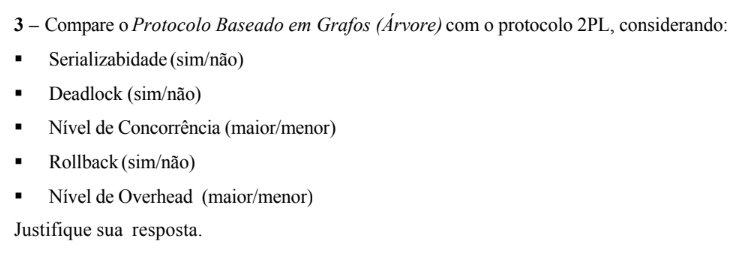 3 – Compare o Protocolo Baseado em Grafos (Árvore) com o protocolo 2PL, considerando:
▪ Serializabidade (sim/não)
▪ Deadlock (sim/não)
▪ Nível de Concorrência (maior/menor)
▪ Rollback (sim/não)
▪ Nível de Overhead (maior/menor)
Justifique sua resposta.